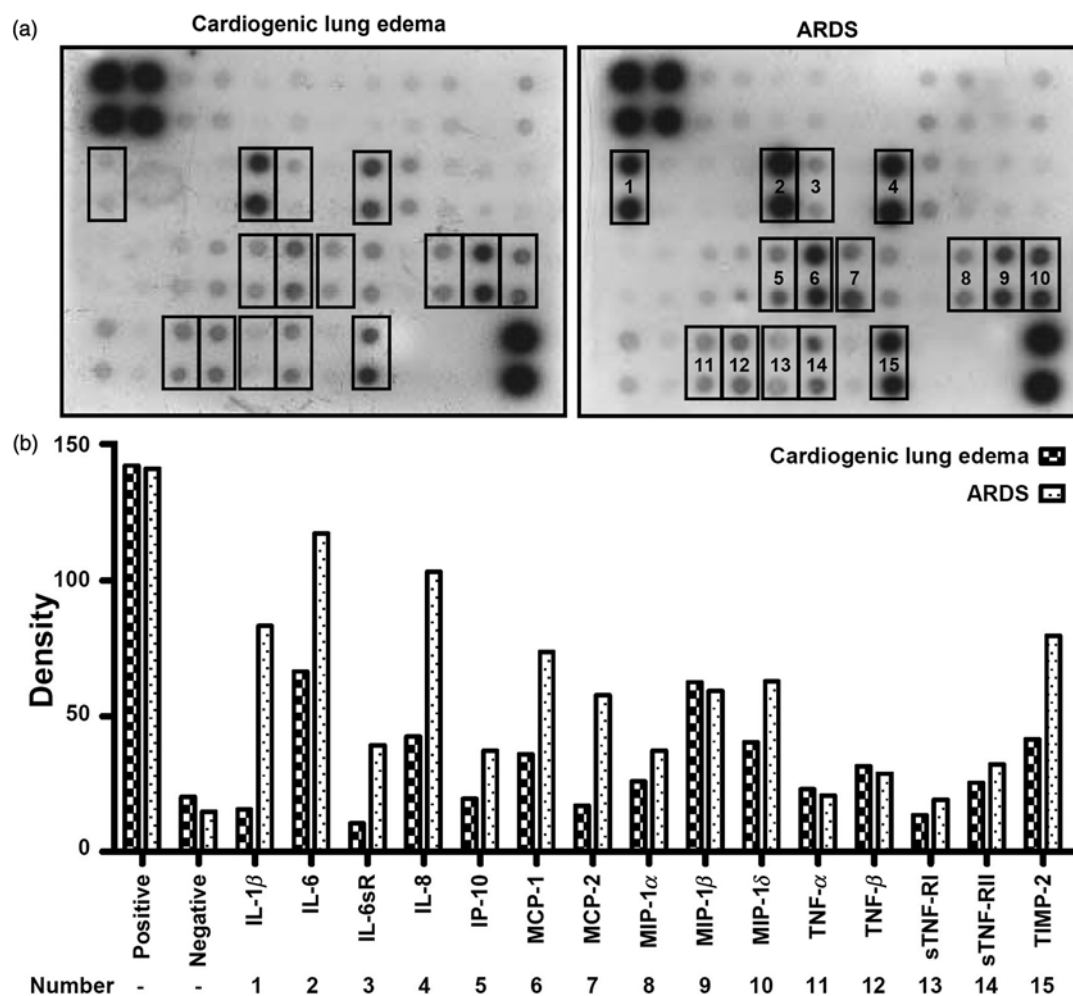 (a)
Cardiogenic lung edema
ARDS
1
2
3
4
5
6
7
8
9
10
11
12
13
14
15
(b)
150
100
50
0
Density
Cardiogenic lung edema
ARDS
Positive
Negative
IL-1β
IL-6
IL-6sR
IL-8
IP-10
MCP-1
MCP-2
MIP-1α
MIP-1β
MIP-1δ
TNF-α
TNF-β
sTNF-RI
sTNF-RII
TIMP-2
Number - - 1 2 3 4 5 6 7 8 9 10 11 12 13 14 15